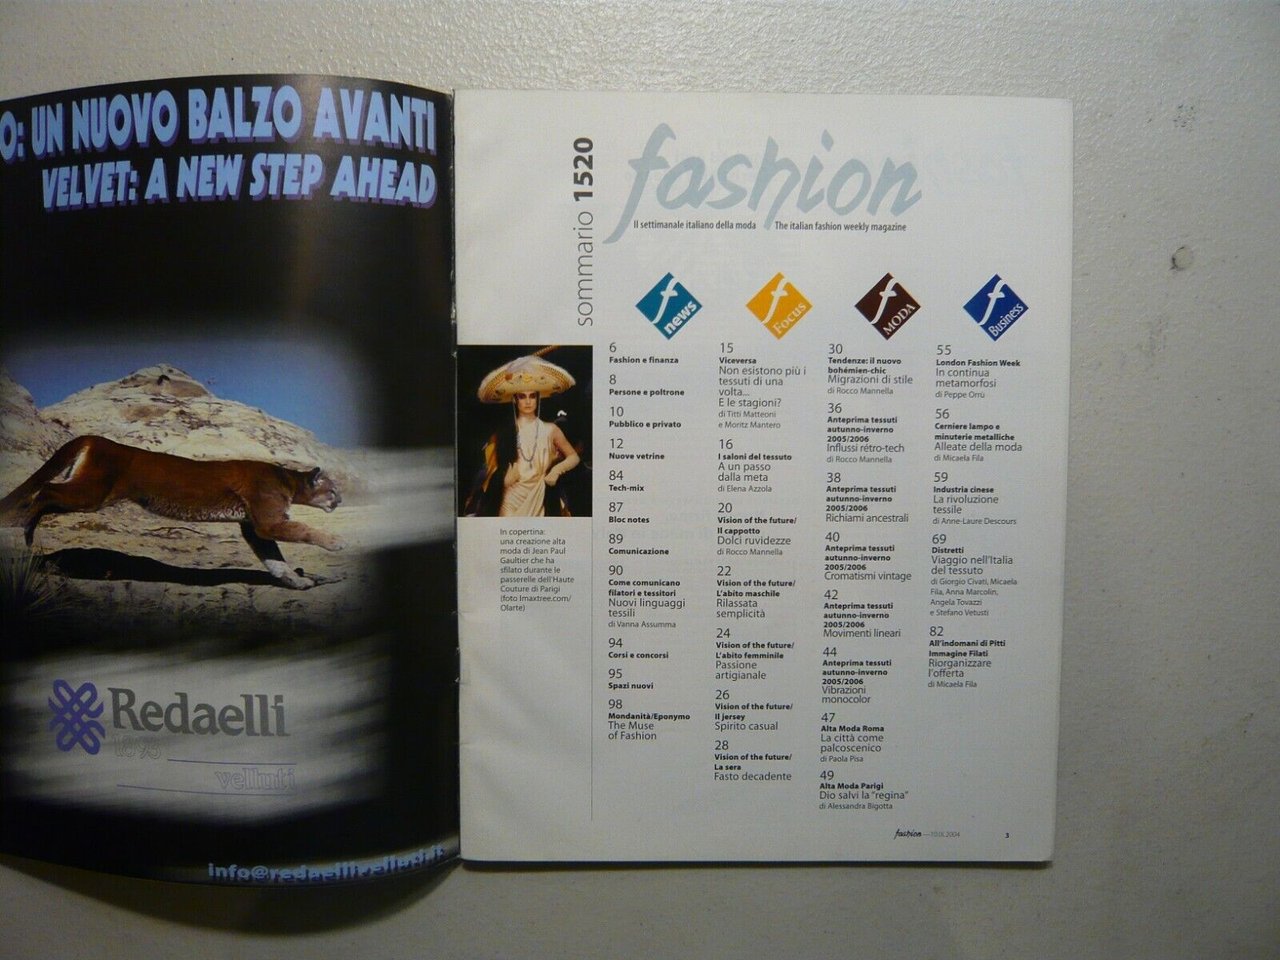 O: UN NUOVO BALZO AVANTI
VELVET: A NEW STEP AHEAD
Redaelli
1893
velluti
info@redaellivelluti.it
sommario 1520
fashion
Il settimanale italiano della moda The italian fashion weekly magazine
In copertina:
una creazione alta
moda di Jean Paul
Gaultier che ha
sfilato durante le
passerelle dell'Haute
Couture di Parigi
(foto Imaxtree.com/
Olarte)
f news
6
Fashion e finanza
8
Persone e poltrone
10
Pubblico e privato
12
Nuove vetrine
84
Tech-mix
87
Bloc notes
89
Comunicazione
90
Come comunicano
filatori e tessitori
Nuovi linguaggi
tessili
di Vanna Assumma
94
Corsi e concorsi
95
Spazi nuovi
98
Mondanità/Eponymo
The Muse
of Fashion
f Focus
15
Viceversa
Non esistono più i
tessuti di una
volta...
E le stagioni?
di Titti Matteoni
e Moritz Mantero
16
I saloni del tessuto
A un passo
dalla meta
di Elena Azzola
20
Vision of the future/
Il cappotto
Dolci ruvidezze
di Rocco Mannella
22
Vision of the future/
L'abito maschile
Rilassata
semplicità
24
Vision of the future/
L'abito femminile
Passione
artigianale
26
Vision of the future/
Il jersey
Spirito casual
28
Vision of the future/
La sera
Fasto decadente
f MODA
30
Tendenze: il nuovo
bohémien-chic
Migrazioni di stile
di Rocco Mannella
36
Anteprima tessuti
autunno-inverno
2005/2006
Influssi rétro-tech
di Rocco Mannella
38
Anteprima tessuti
autunno-inverno
2005/2006
Richiami ancestrali
40
Anteprima tessuti
autunno-inverno
2005/2006
Cromatismi vintage
42
Anteprima tessuti
autunno-inverno
2005/2006
Movimenti lineari
44
Anteprima tessuti
autunno-inverno
2005/2006
Vibrazioni
monocolor
47
Alta Moda Roma
La città come
palcoscenico
di Paola Pisa
49
Alta Moda Parigi
Dio salvi la "regina"
di Alessandra Bigotta
f Business
55
London Fashion Week
In continua
metamorfosi
di Peppe Orrù
56
Cerniere lampo e
minuterie metalliche
Alleate della moda
di Micaela Fila
59
Industria cinese
La rivoluzione
tessile
di Anne-Laure Descours
69
Distretti
Viaggio nell'Italia
del tessuto
di Giorgio Civati, Micaela
Fila, Anna Marcolin,
Angela Tovazzi
e Stefano Vetusti
82
All'indomani di Pitti
Immagine Filati
Riorganizzare
l'offerta
di Micaela Fila
fashion—10.IX.2004 3